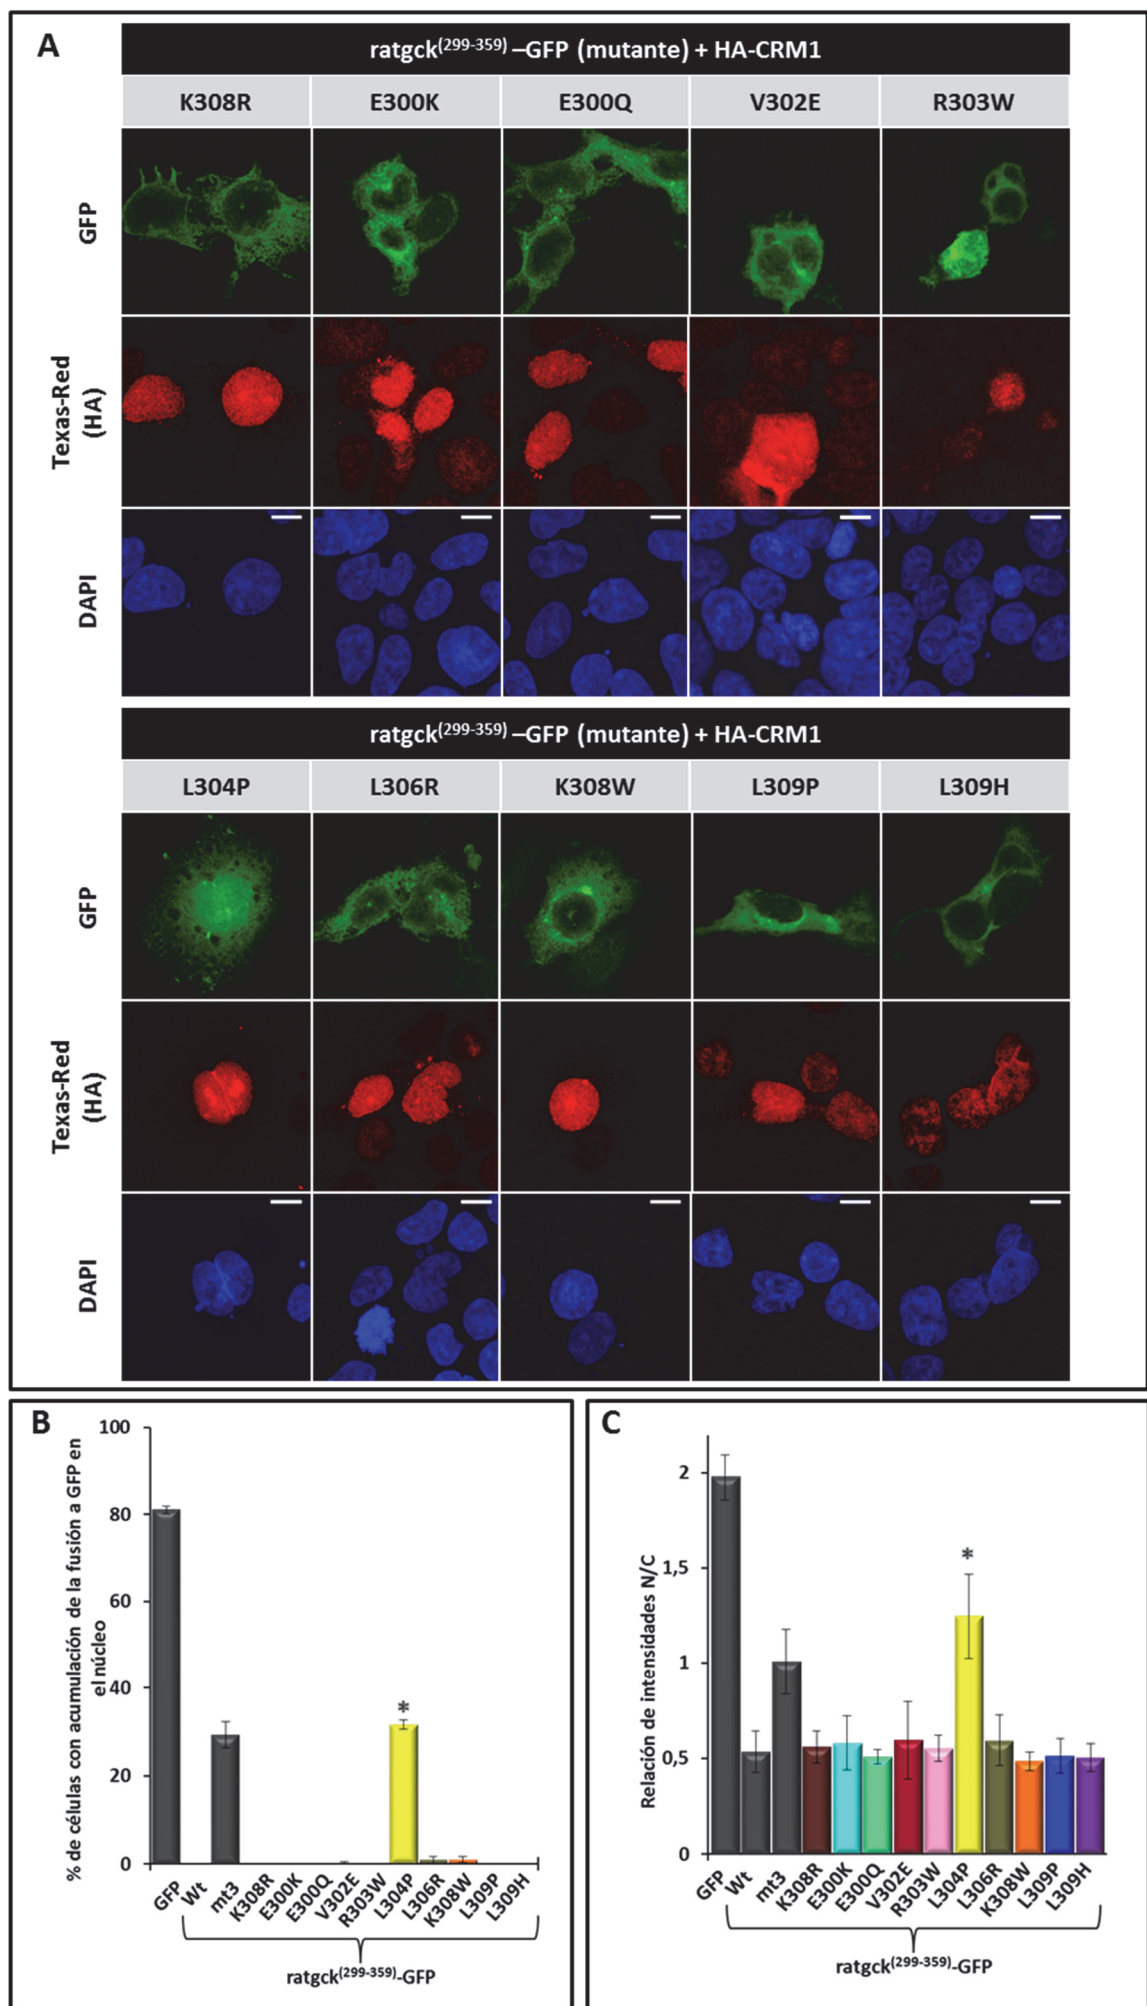 A
ratgck(299-359) –GFP (mutante) + HA-CRM1
K308R E300K E300Q V302E R303W
GFP
Texas-Red
(HA)
DAPI
ratgck(299-359) –GFP (mutante) + HA-CRM1
L304P L306R K308W L309P L309H
GFP
Texas-Red
(HA)
DAPI
B
% de células con acumulación de la fusión a GFP en
el núcleo
100
80
60
40
20
0
*
GFP Wt mt3 K308R E300K E300Q V302E R303W L304P L306R K308W L309P L309H
ratgck(299-359)-GFP
C
Relación de intensidades N/C
2
1,5
1
0,5
0
*
GFP Wt mt3 K308R E300K E300Q V302E R303W L304P L306R K308W L309P L309H
ratgck(299-359)-GFP